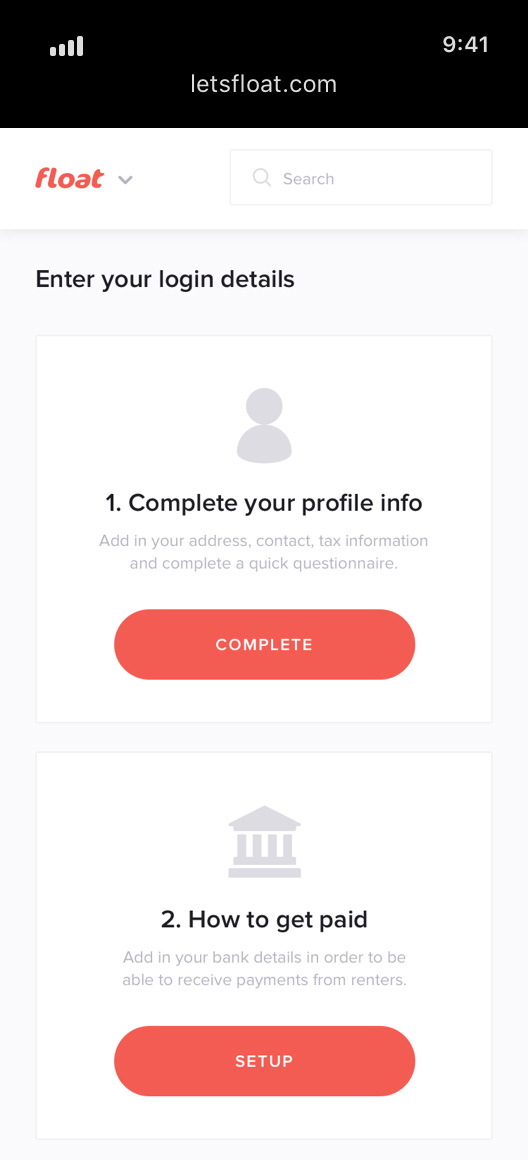 9:41
letsfloat.com
float
Search
Enter your login details
1. Complete your profile info
Add in your address, contact, tax information
and complete a quick questionnaire.
COMPLETE
2. How to get paid
Add in your bank details in order to be
able to receive payments from renters.
SETUP